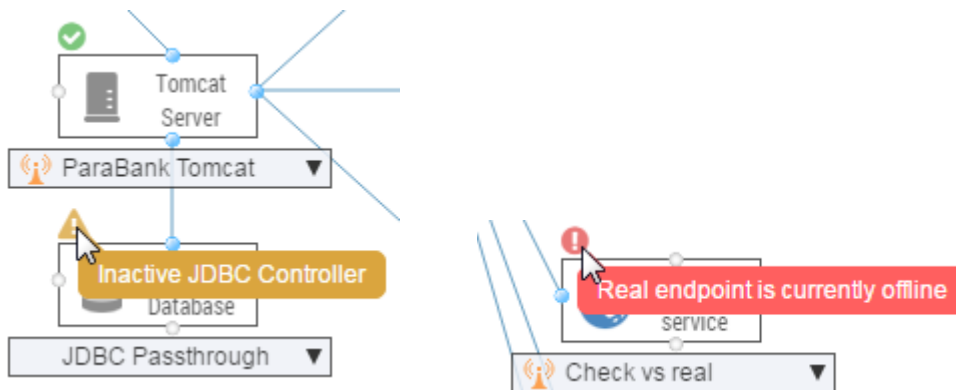 Tomcat
Server
ParaBank Tomcat
Inactive JDBC Controller
Database
JDBC Passthrough
Real endpoint is currently offline
service
Check vs real